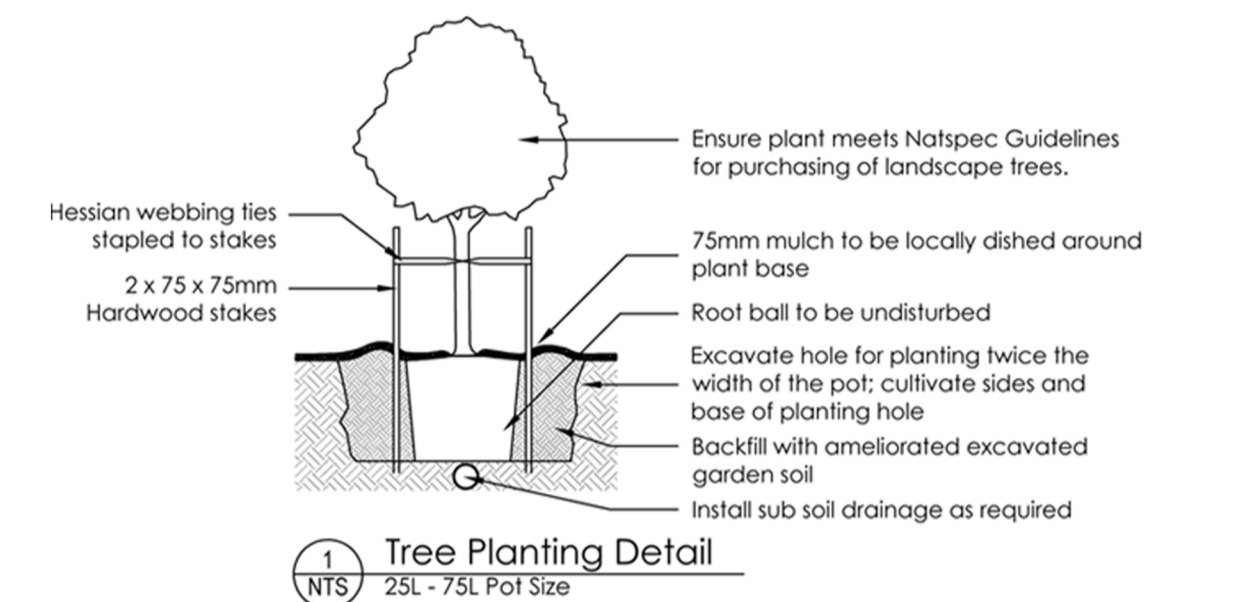 Ensure plant meets Natspec Guidelines
for purchasing of landscape trees.
Hessian webbing ties
stapled to stakes
2 x 75 x 75mm
Hardwood stakes
75mm mulch to be locally dished around
plant base
Root ball to be undisturbed
Excavate hole for planting twice the
width of the pot; cultivate sides and
base of planting hole
Backfill with ameliorated excavated
garden soil
Install sub soil drainage as required
1
NTS
Tree Planting Detail
25L - 75L Pot Size